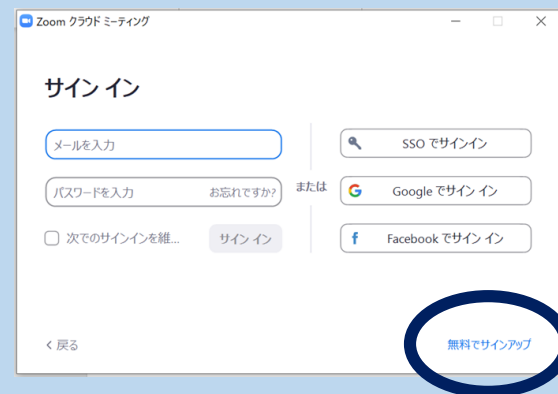 Zoom クラウド ミーティング
サイン イン
メールを入力
パスワードを入力 お忘れですか?
次でのサインインを維...
サイン イン
または
SSO でサインイン
Google でサイン イン
Facebook でサイン イン
戻る
無料でサインアップ